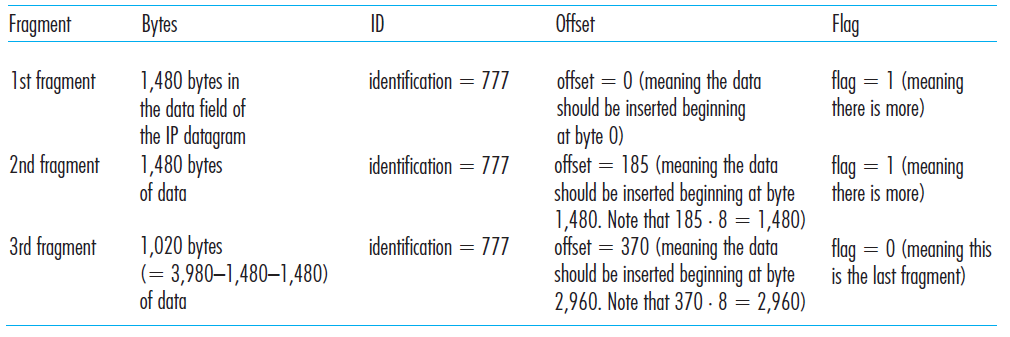 Fragment Bytes ID Offset Flag
1st fragment 1,480 bytes in identification = 777 offset = 0 (meaning the data flag = 1 (meaning
the data field of should be inserted beginning there is more)
the IP datagram at byte 0)
2nd fragment 1,480 bytes identification = 777 offset = 185 (meaning the data flag = 1 (meaning
of data should be inserted beginning at byte there is more)
1,480. Note that 185 · 8 = 1,480)
3rd fragment 1,020 bytes identification = 777 offset = 370 (meaning the data flag = 0 (meaning this
(= 3,980–1,480–1,480) should be inserted beginning at byte is the last fragment)
of data 2,960. Note that 370 · 8 = 2,960)